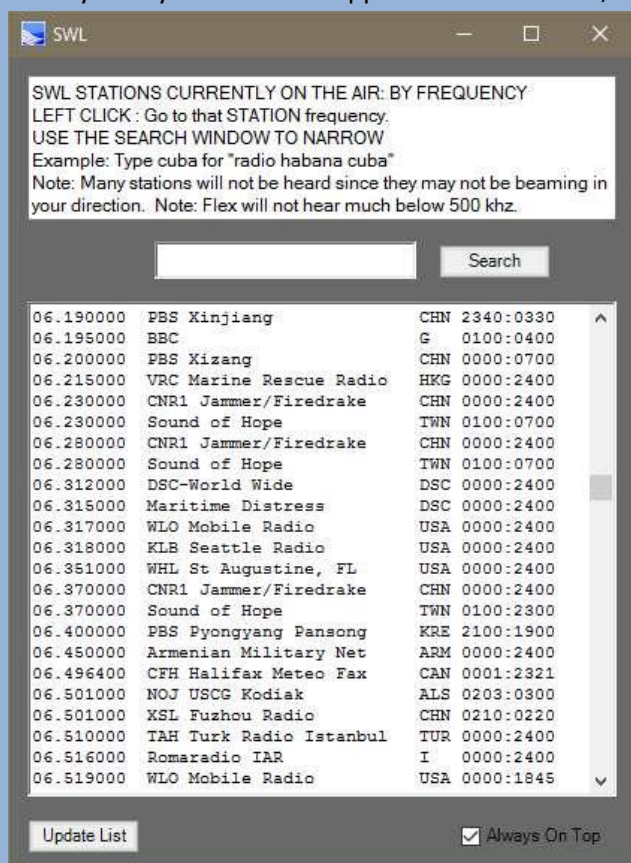 SWL
SWL STATIONS CURRENTLY ON THE AIR: BY FREQUENCY
LEFT CLICK : Go to that STATION frequency.
USE THE SEARCH WINDOW TO NARROW
Example: Type cuba for "radio habana cuba"
Note: Many stations will not be heard since they may not be beaming in
your direction.  Note: Flex will not hear much below 500 khz.
Search
06.190000 PBS Xinjiang CHN 2340:0330
06.195000 BBC G 0100:0400
06.200000 PBS Xizang CHN 0000:0700
06.215000 VRC Marine Rescue Radio HKG 0000:2400
06.230000 CNR1 Jammer/Firedrake CHN 0000:2400
06.230000 Sound of Hope TWN 0100:0700
06.280000 CNR1 Jammer/Firedrake CHN 0000:2400
06.280000 Sound of Hope TWN 0100:0700
06.312000 DSC-World Wide DSC 0000:2400
06.315000 Maritime Distress DSC 0000:2400
06.317000 WLO Mobile Radio USA 0000:2400
06.318000 KLB Seattle Radio USA 0000:2400
06.351000 WHL St Augustine, FL USA 0000:2400
06.370000 CNR1 Jammer/Firedrake CHN 0000:2400
06.370000 Sound of Hope TWN 0100:2300
06.400000 PBS Pyongyang Pansong KRE 2100:1900
06.450000 Armenian Military Net ARM 0000:2400
06.496400 CFH Halifax Meteo Fax CAN 0001:2321
06.501000 NOJ USCG Kodiak ALS 0203:0300
06.501000 XSL Fuzhou Radio CHN 0210:0220
06.510000 TAH Turk Radio Istanbul TUR 0000:2400
06.516000 Romaradio IAR I 0000:2400
06.519000 WLO Mobile Radio USA 0000:1845
Update List
Always On Top